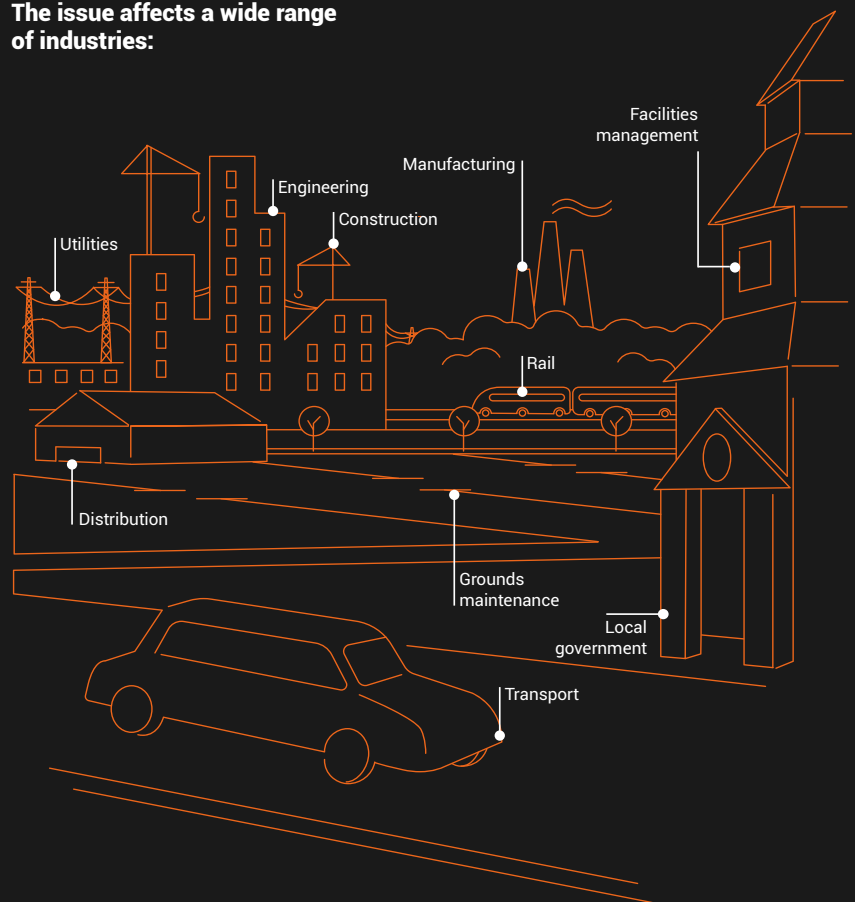 The issue affects a wide range
of industries:
Facilities
management
Manufacturing
Engineering
Construction
Utilities
Rail
Distribution
Grounds
maintenance
Local
government
Transport